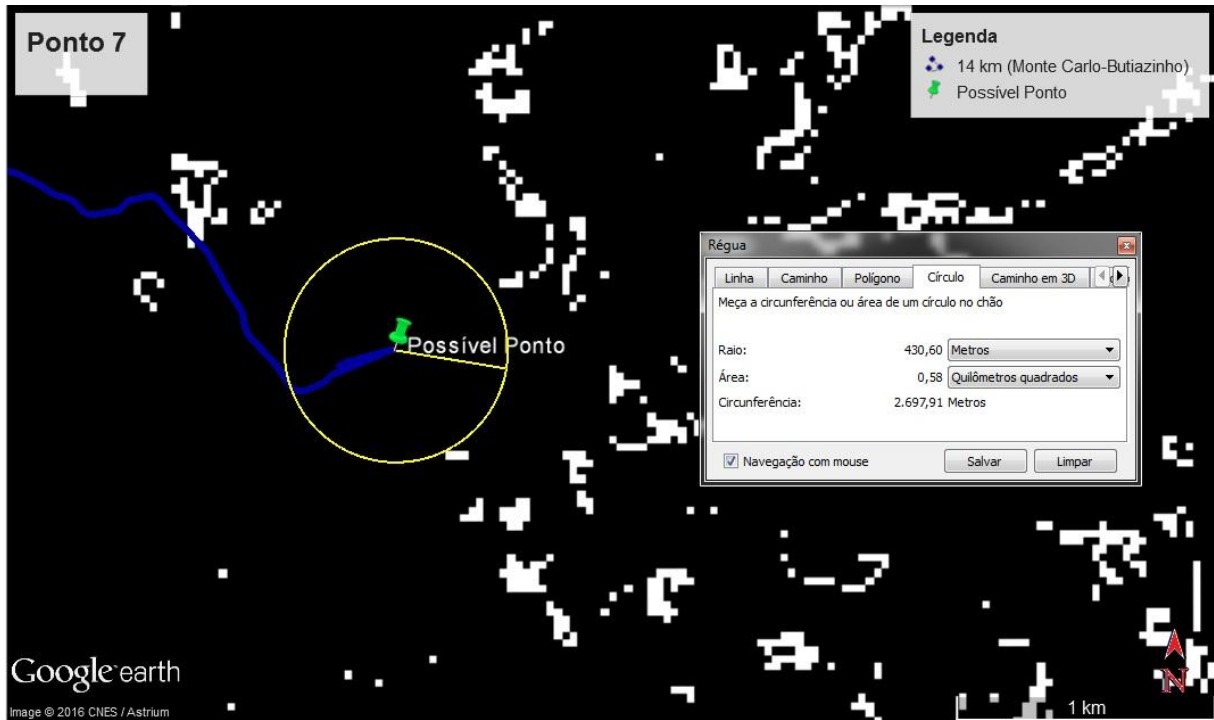 Ponto 7
Legenda
14 km (Monte Carlo-Butiazinho)
Possível Ponto
Possível Ponto
Régua
Linha Caminho Polígono Círculo Caminho em 3D
Meça a circunferência ou área de um círculo no chão
Raio: 430,60 Metros
Área: 0,58 Quilômetros quadrados
Circunferência: 2.697,91 Metros
Navegação com mouse Salvar Limpar
Google earth
N
Image © 2016 CNES / Astrium
1 km